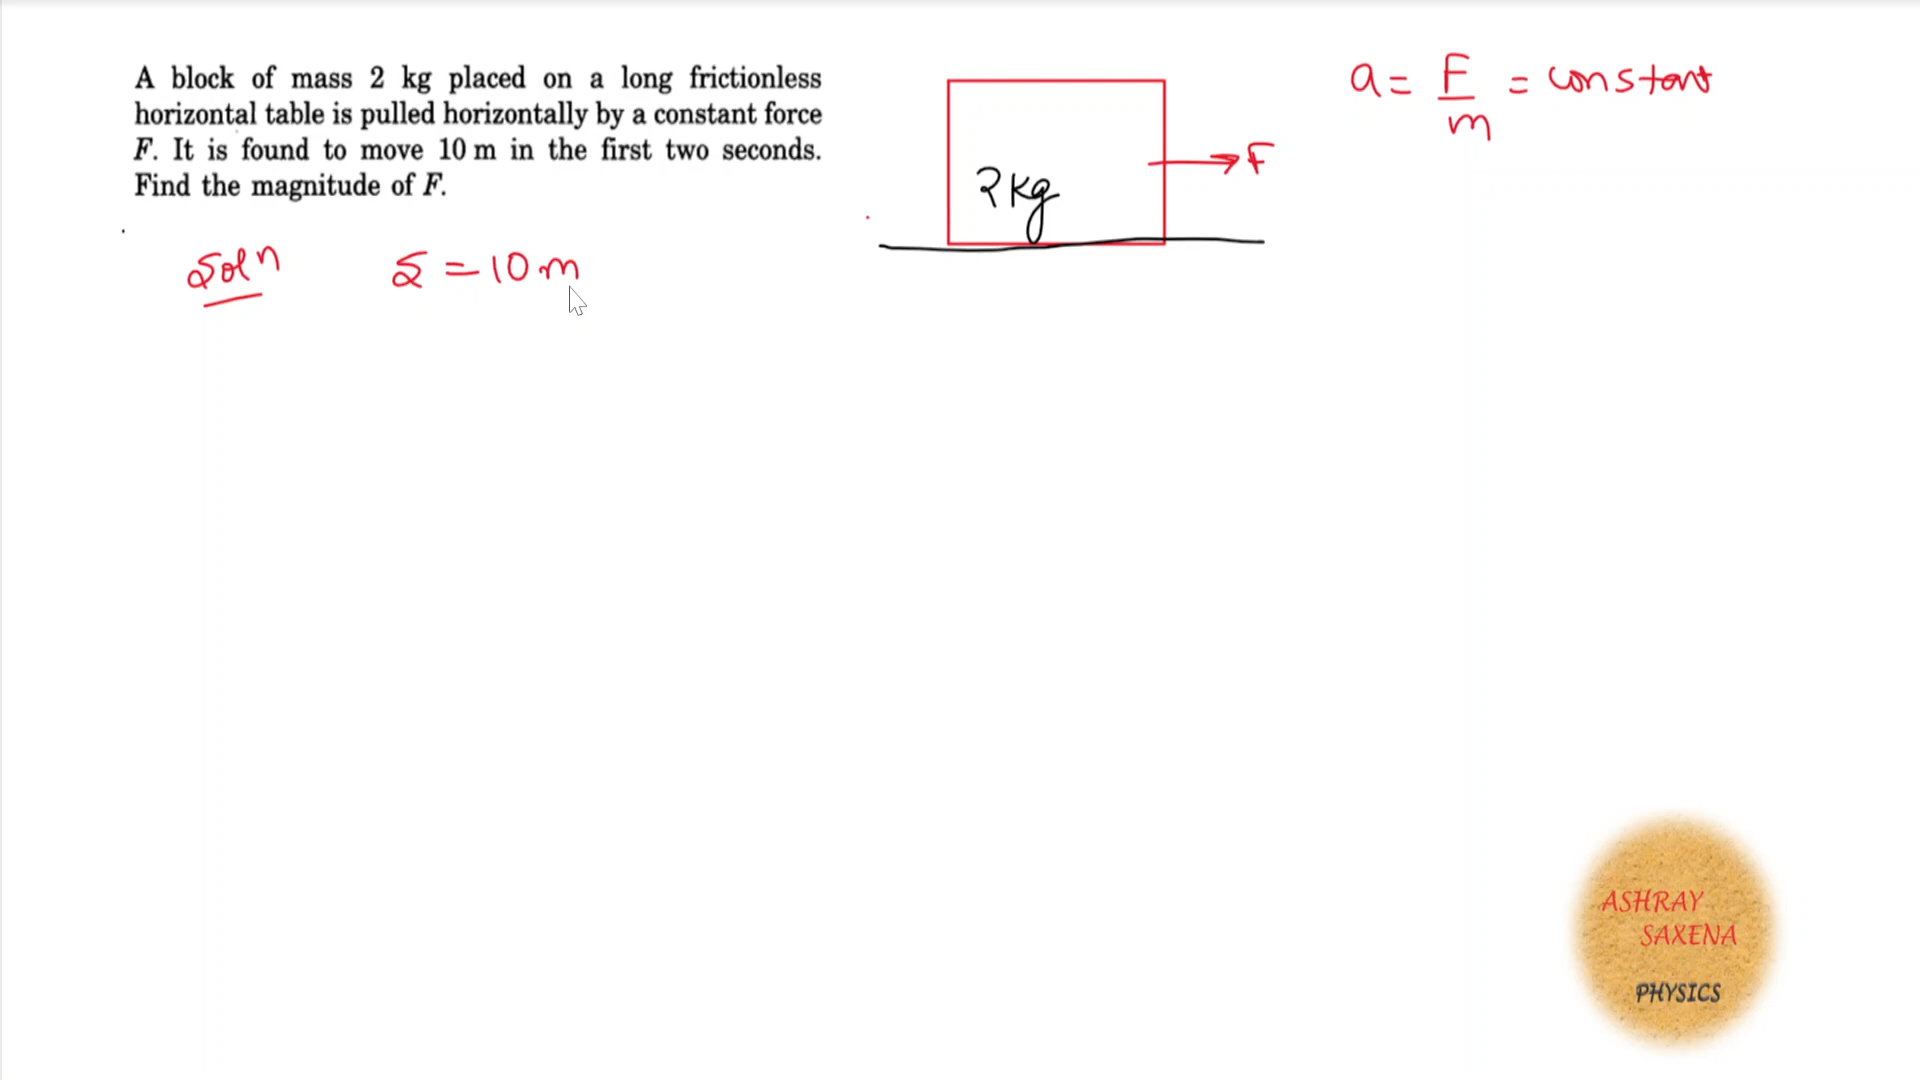 A block of mass 2 kg placed on a long frictionless
horizontal table is pulled horizontally by a constant force
F. It is found to move 10 m in the first two seconds.
Find the magnitude of F.
2kg
F
a = F/m = constant
Soln S = 10 m
ASHRAY
SAXENA
PHYSICS